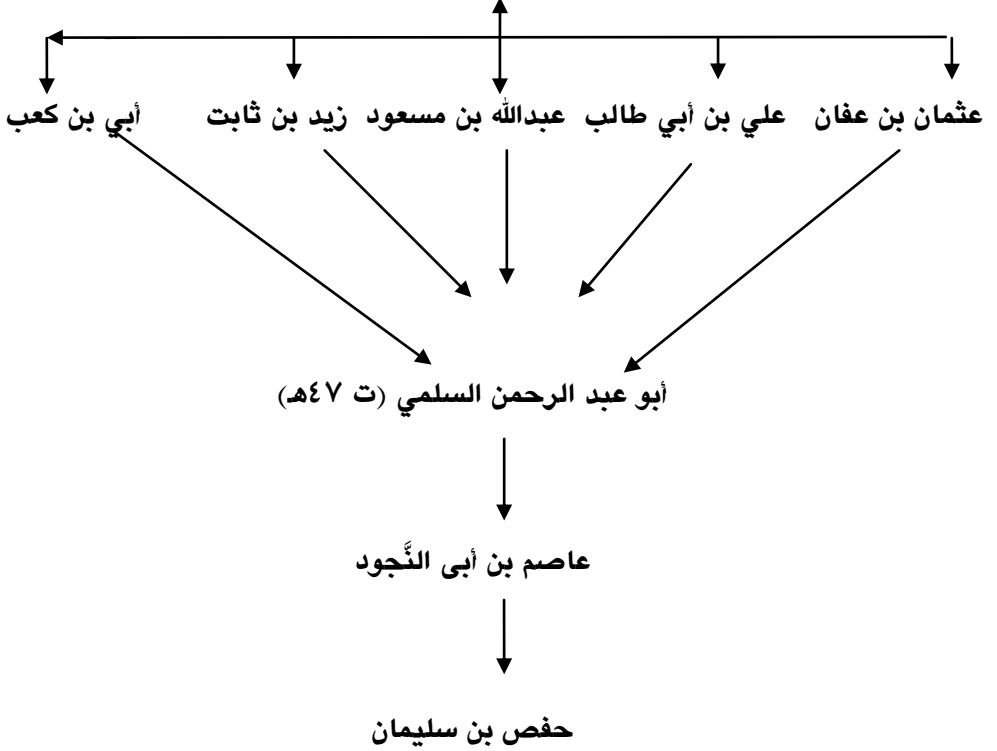 عثمان بن عفان علي بن أبي طالب عبدالله بن مسعود زيد بن ثابت أبي بن كعب
أبو عبد الرحمن السلمي (ت ٤٧هـ)
عاصم بن أبى النَّجود
حفص بن سليمان